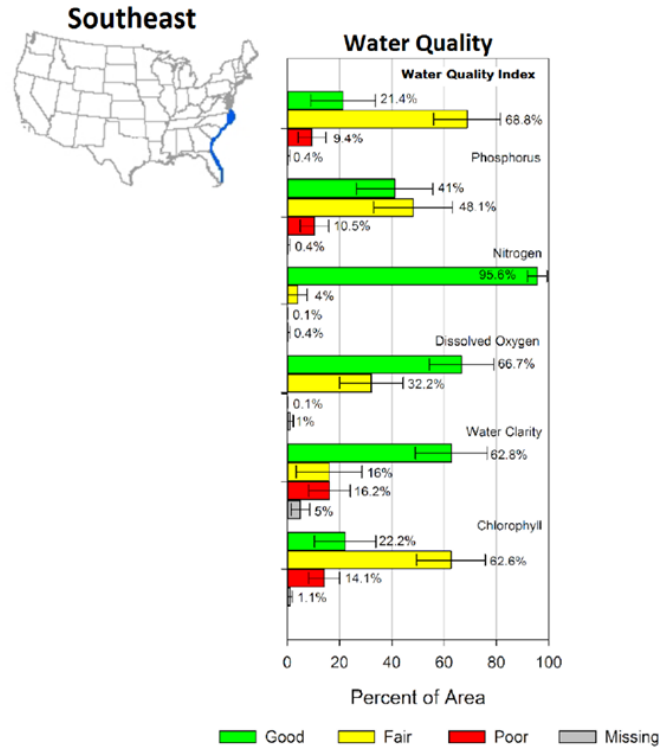 Southeast
Water Quality
Water Quality Index
21.4%
68.8%
9.4%
0.4%
Phosphorus
41%
48.1%
10.5%
0.4%
Nitrogen
95.6%
4%
0.1%
0.4%
Dissolved Oxygen
66.7%
32.2%
0.1%
1%
Water Clarity
62.8%
16%
16.2%
5%
Chlorophyll
22.2%
62.6%
14.1%
1.1%
0 20 40 60 80 100
Percent of Area
Good Fair Poor Missing